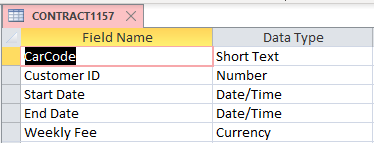 CONTRACT1157
Field Name Data Type
CarCode Short Text
Customer ID Number
Start Date Date/Time
End Date Date/Time
Weekly Fee Currency